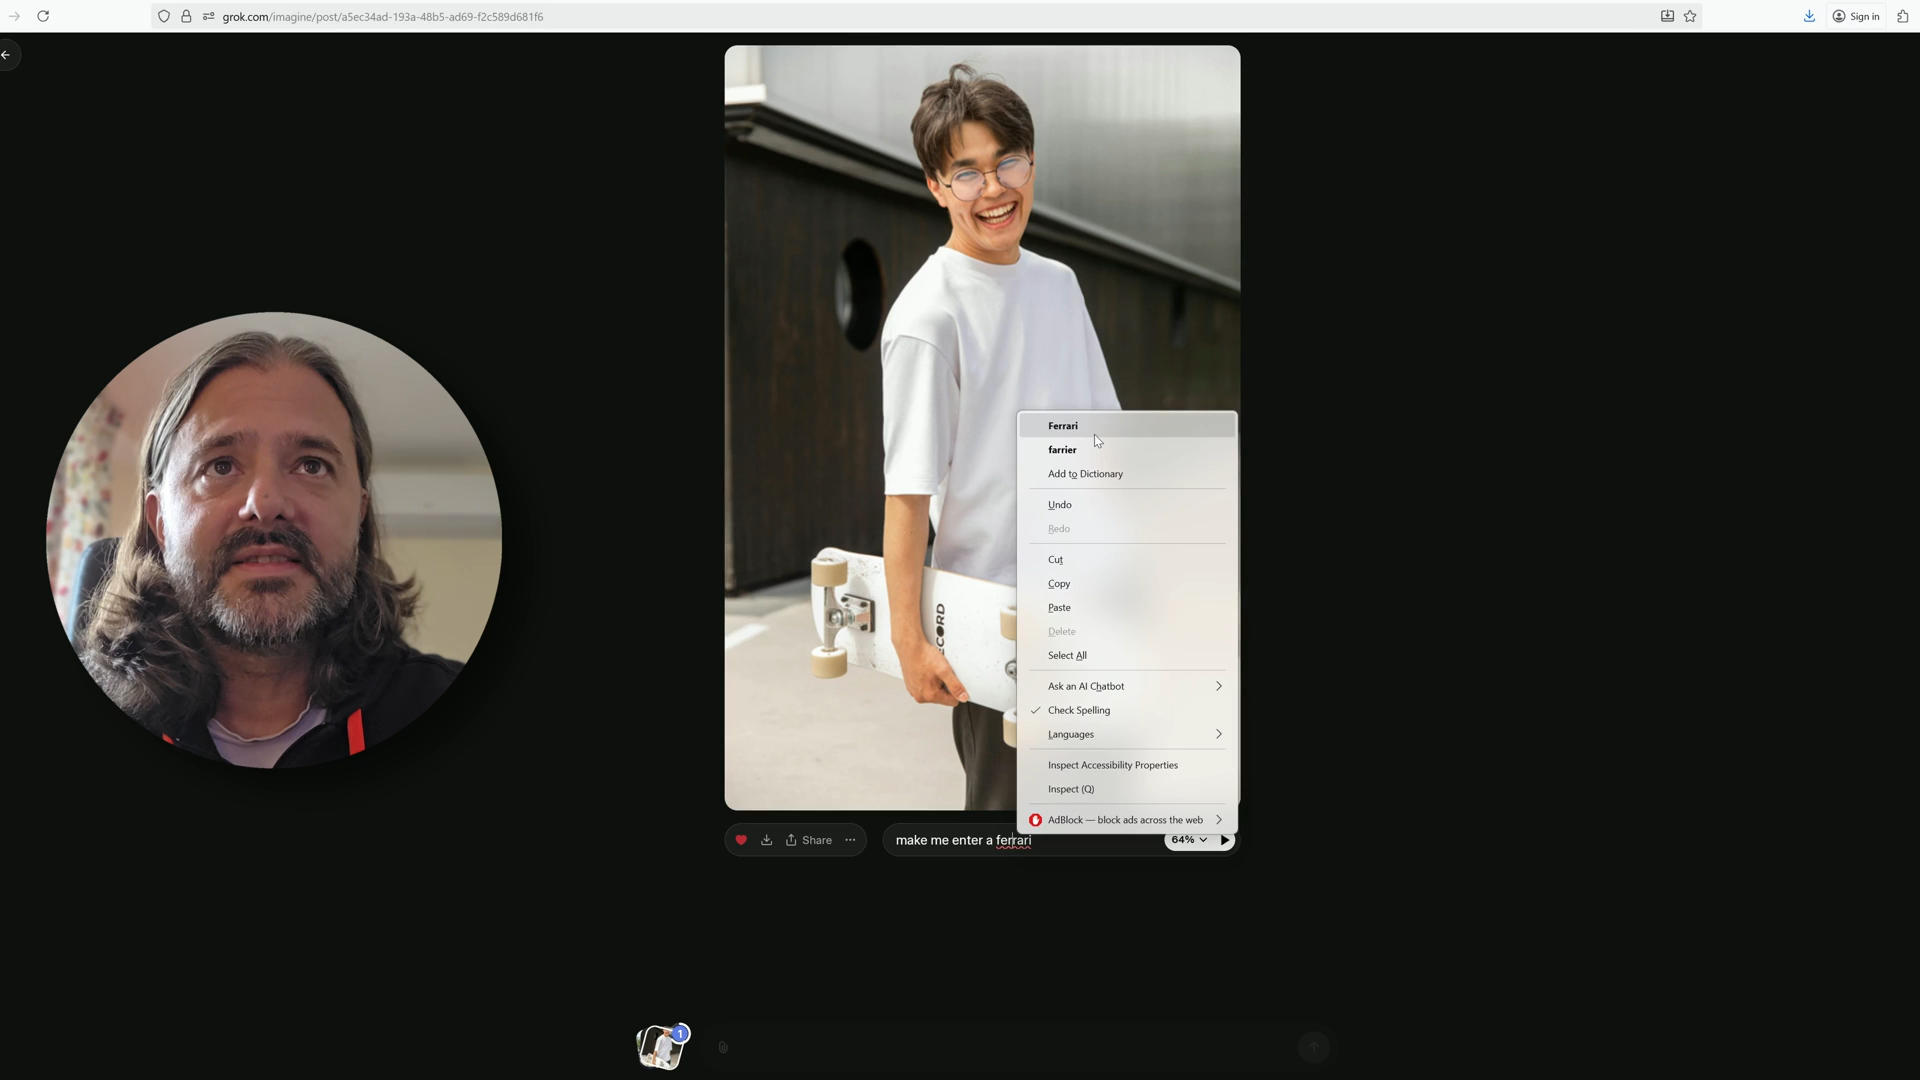 grok.com/imagine/post/a5ec34ad-193a-48b5-ad69-f2c589d681f6
Sign in
CORD
Ferrari
farrier
Add to Dictionary
Undo
Redo
Cut
Copy
Paste
Delete
Select All
Ask an AI Chatbot
Check Spelling
Languages
Inspect Accessibility Properties
Inspect (Q)
AdBlock — block ads across the web
Share
make me enter a ferrari
64%
1